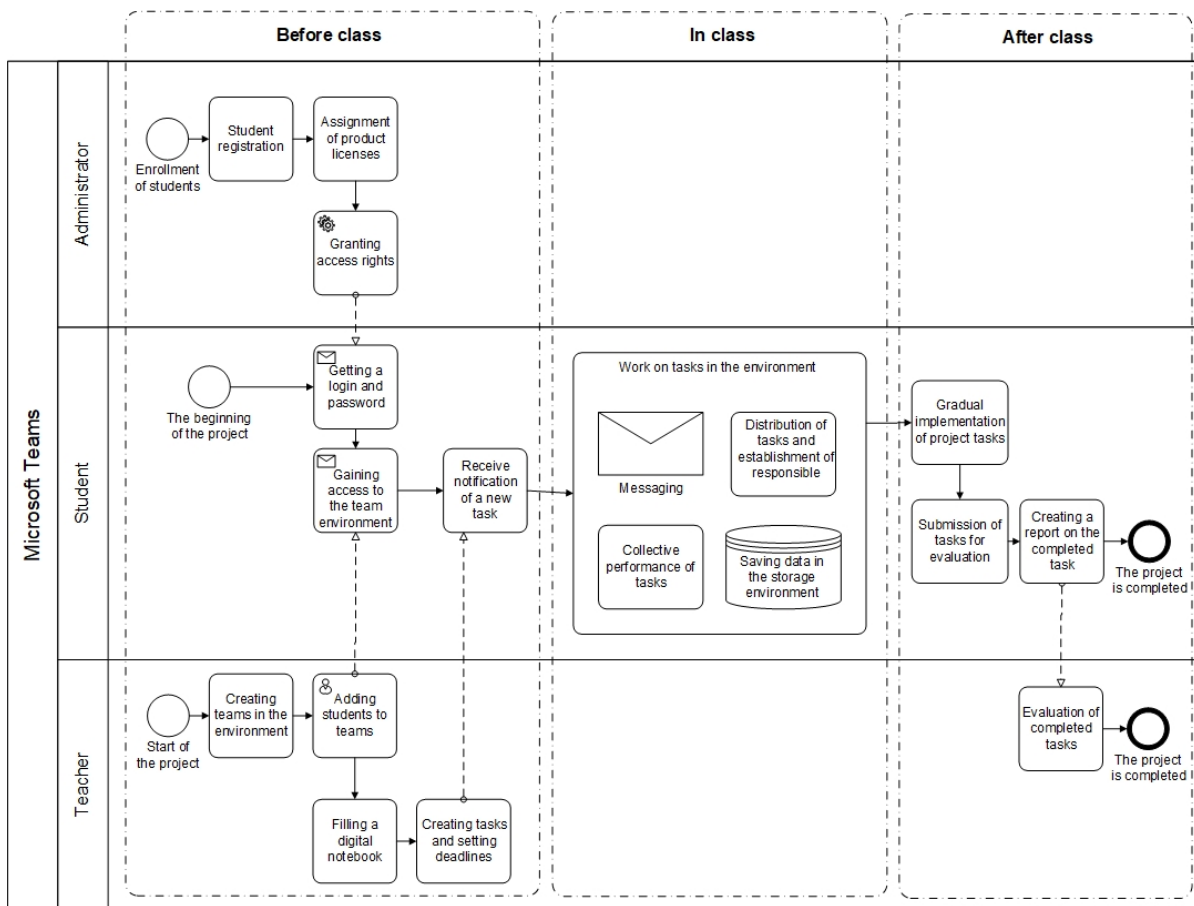 Before class
In class
After class
Microsoft Teams
Administrator
Enrollment
of students
Student
registration
Assignment
of product
licenses
Granting
access rights
Student
The beginning
of the project
Getting a
login and
password
Gaining
access to
the team
environment
Receive
notification
of a new
task
Work on tasks in the environment
Messaging
Distribution of
tasks and
establishment of
responsible
Collective
performance of
tasks
Saving data in
the storage
environment
Gradual
implementation
of project tasks
Submission of
tasks for
evaluation
Creating a
report on the
completed
task
The project
is completed
Teacher
Start of
the project
Creating
teams in the
environment
Adding
students to
teams
Filling a
digital
notebook
Creating tasks
and setting
deadlines
Evaluation of
completed
tasks
The project
is completed